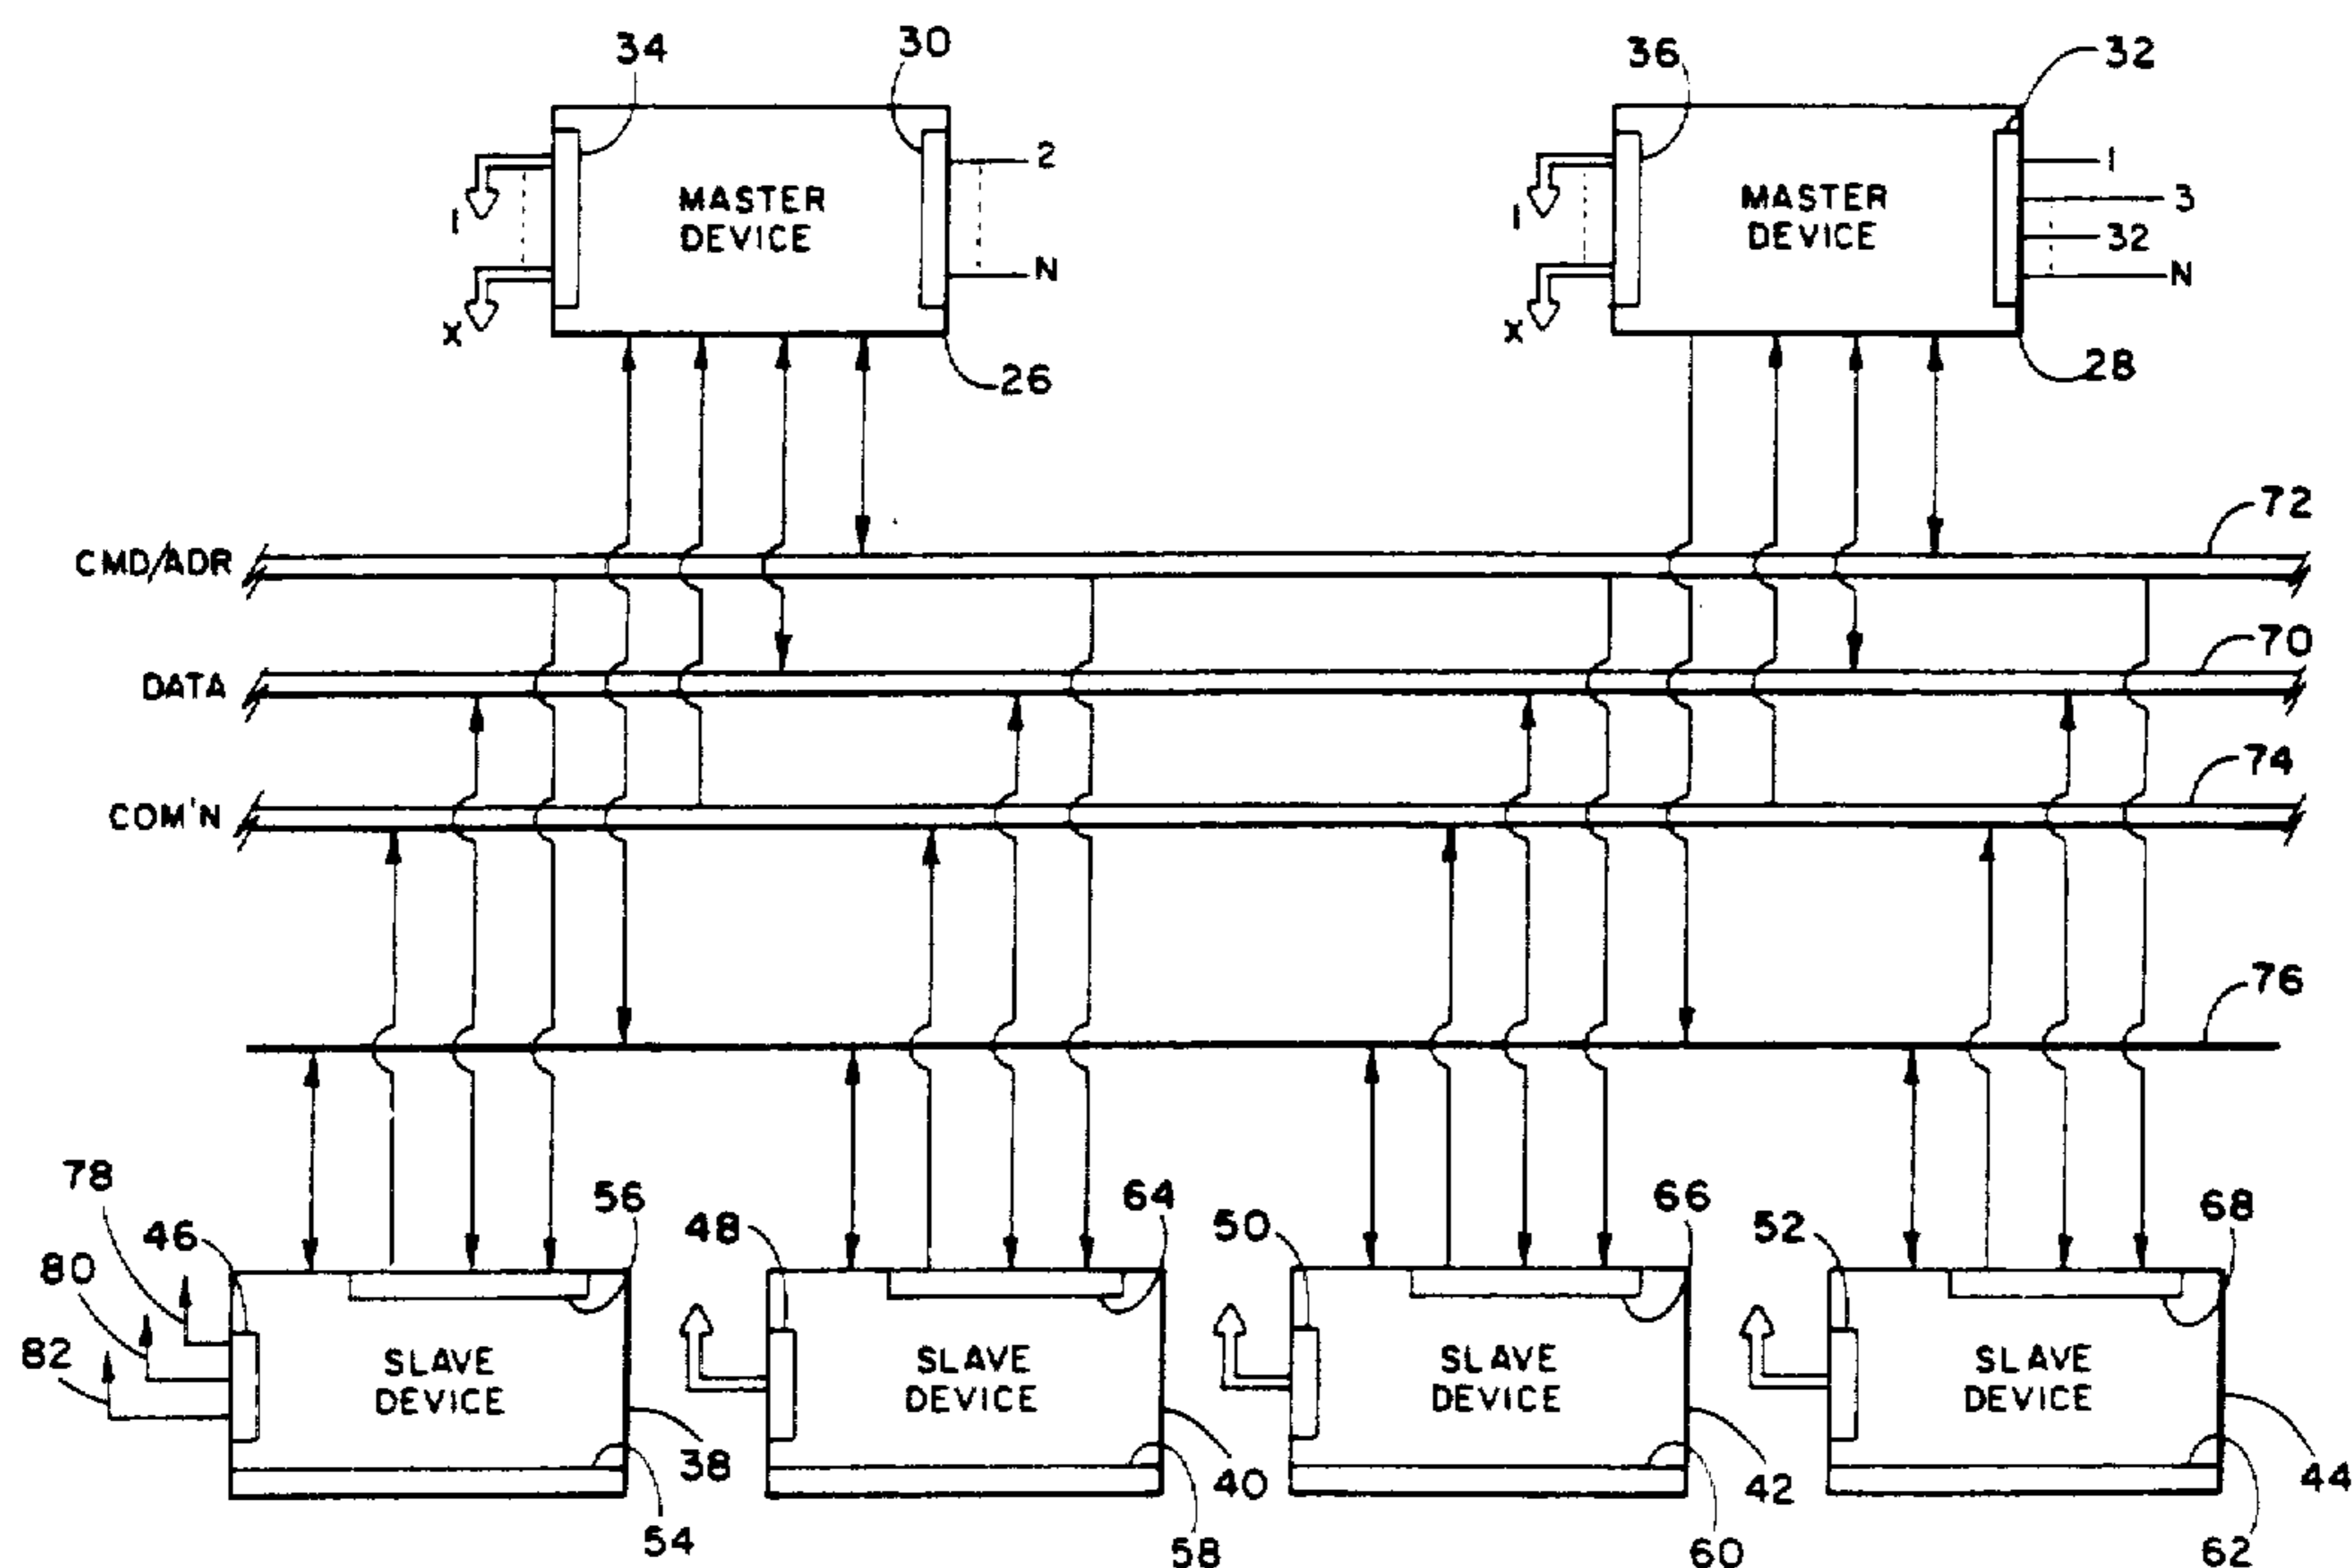 34
30
36
32
MASTER
DEVICE
1
X
2
N
26
MASTER
DEVICE
1
X
1
3
32
N
28
CMD/ADR
72
DATA
70
COM'N
74
76
78
80
82
46
56
SLAVE
DEVICE
38
54
48
64
SLAVE
DEVICE
40
58
50
66
SLAVE
DEVICE
42
60
52
68
SLAVE
DEVICE
44
62